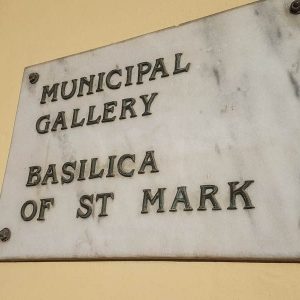 MUNICIPAL
GALLERY
BASILICA
OF ST MARK